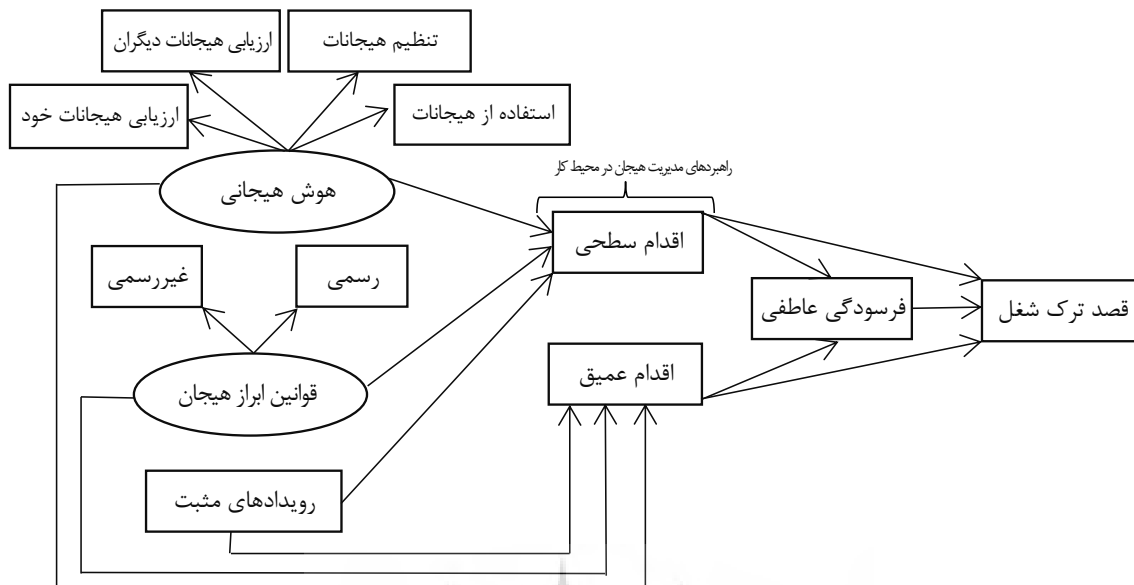 تنظیم هیجانات
ارزیابی هیجانات دیگران
استفاده از هیجانات
ارزیابی هیجانات خود
راهبردهای مدیریت هیجان در محیط کار
هوش هیجانی
اقدام سطحی
رسمی
غیررسمی
قصد ترک شغل
فرسودگی عاطفی
اقدام عمیق
قوانین ابراز هیجان
رویدادهای مثبت